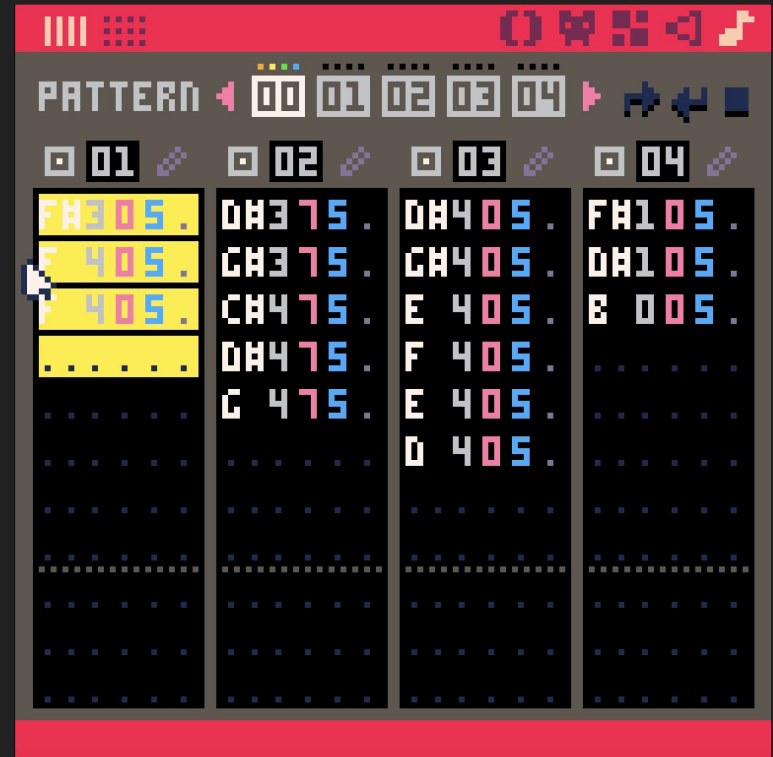 PATTERN 00 01 02 03 04
01 02 03 04
F#305. D#375. D#405. F#105.
F 405. G#375. G#405. D#105.
F 405. C#475. E 405. B 005.
...... D#475. F 405. ......
...... G 475. E 405. ......
...... ...... D 405. ......
...... ...... ...... ......
...... ...... ...... ......
...... ...... ...... ......
...... ...... ...... ......
...... ...... ...... ......